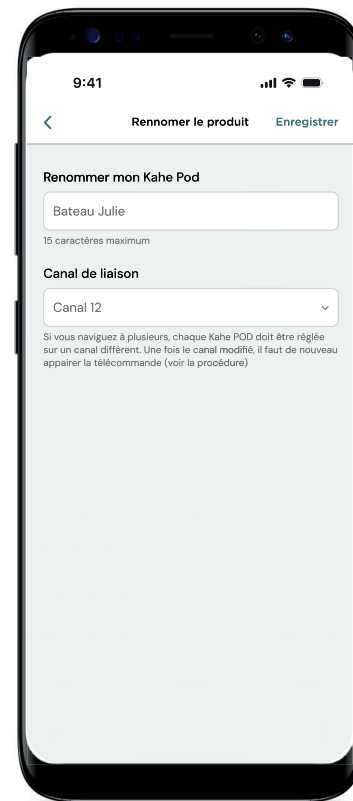 9:41
Rennomer le produit
Enregistrer
Renommer mon Kahe Pod
Bateau Julie
15 caractères maximum
Canal de liaison
Canal 12
Si vous naviguez à plusieurs, chaque Kahe POD doit être réglée
sur un canal différent. Une fois le canal modifié, il faut de nouveau
appairer la télécommande (voir la procédure)